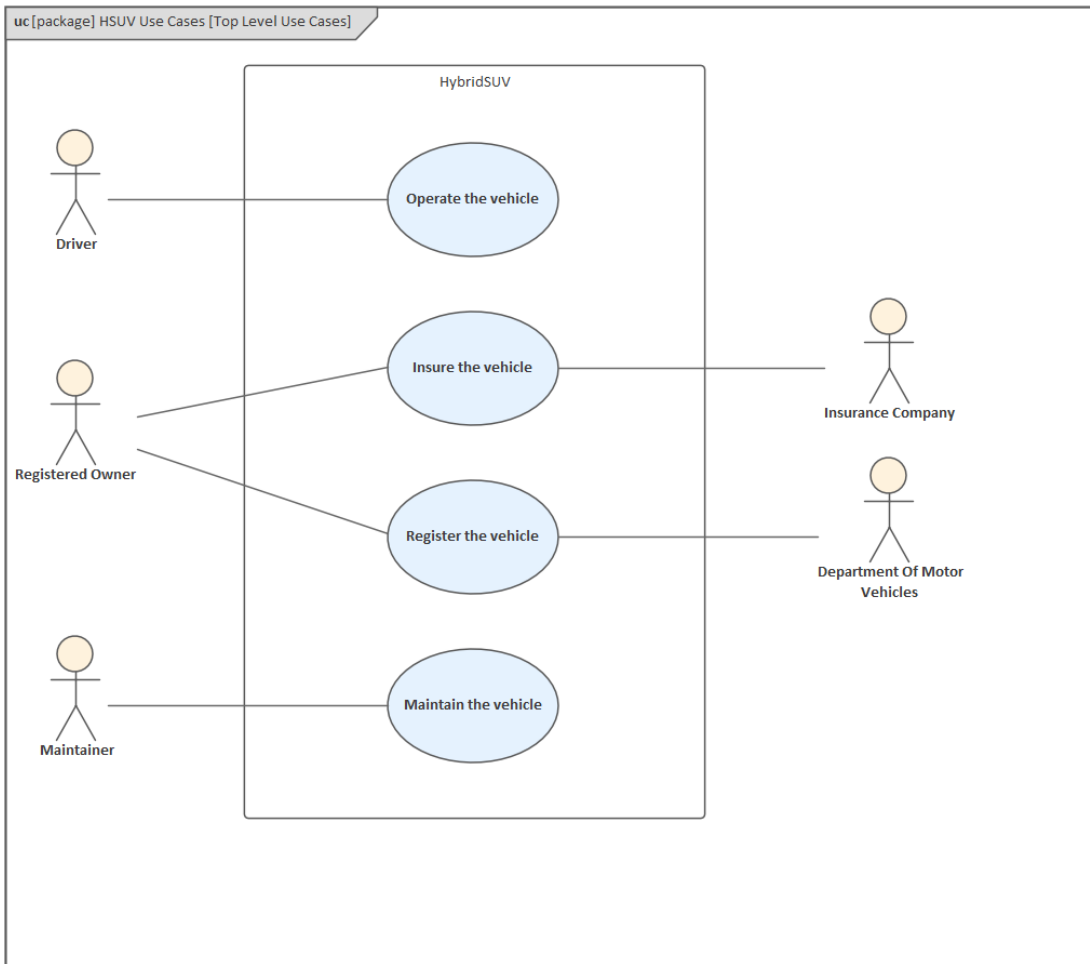 uc [package] HSUV Use Cases [Top Level Use Cases]
HybridSUV
Operate the vehicle
Driver
Insure the vehicle
Insurance Company
Registered Owner
Register the vehicle
Department Of Motor
Vehicles
Maintain the vehicle
Maintainer